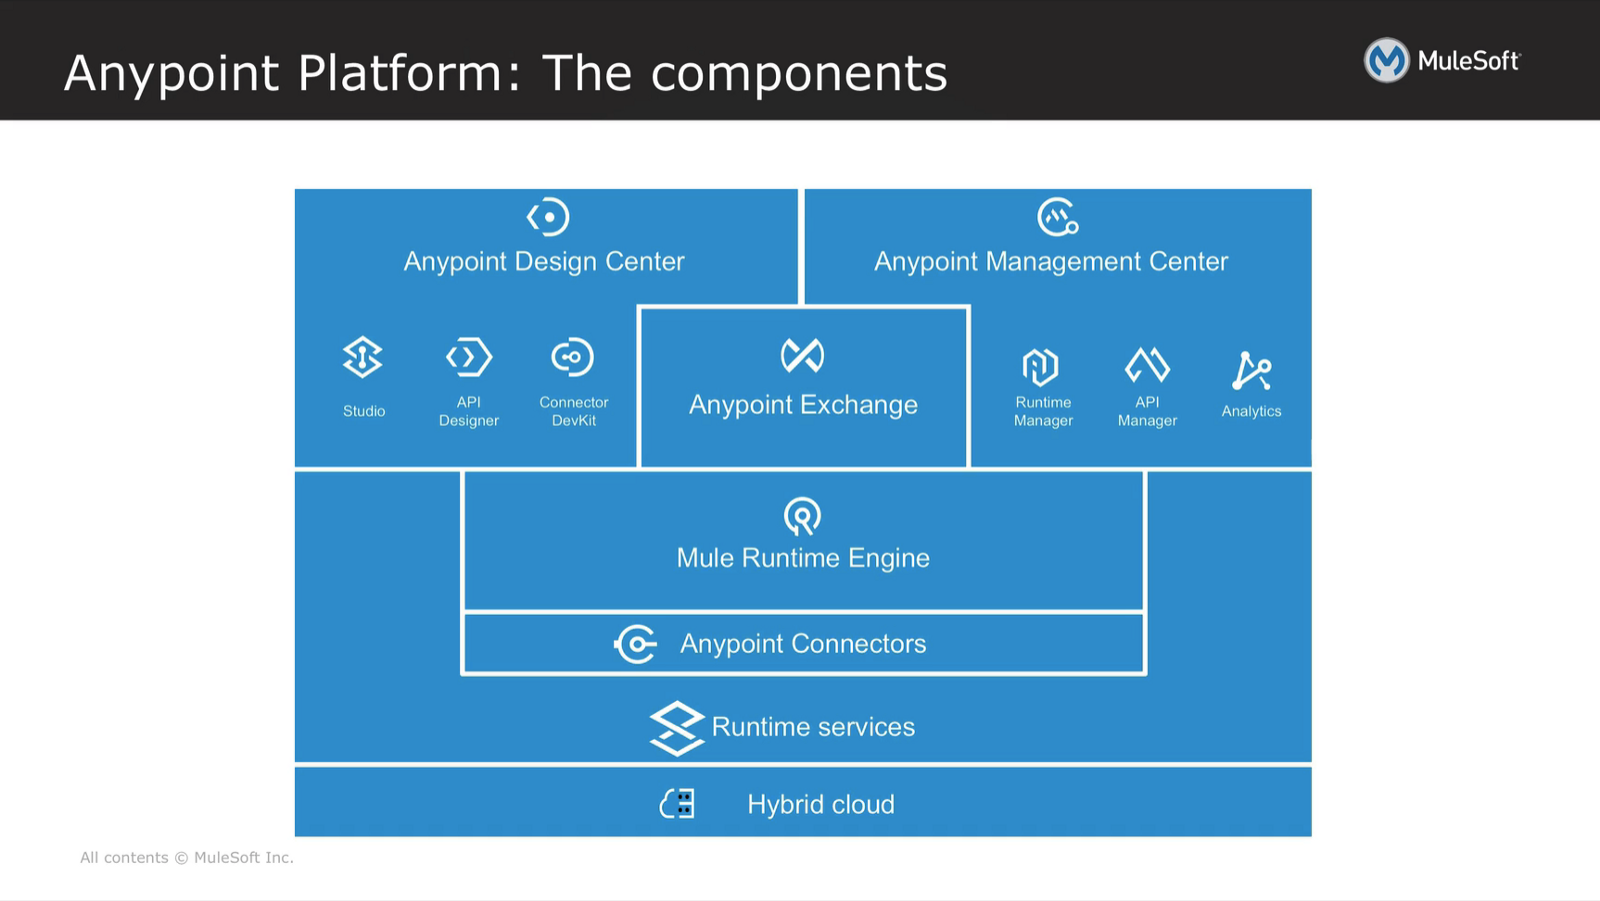 Anypoint Platform: The components
MuleSoft
Anypoint Design Center
Anypoint Management Center
Studio
API
Designer
Connector
DevKit
Anypoint Exchange
Runtime
Manager
API
Manager
Analytics
Mule Runtime Engine
Anypoint Connectors
Runtime services
Hybrid cloud
All contents © MuleSoft Inc.